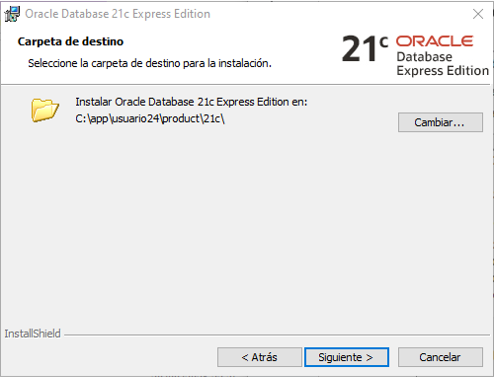 Oracle Database 21c Express Edition
Carpeta de destino
Seleccione la carpeta de destino para la instalación.
21c ORACLE
Database
Express Edition
Instalar Oracle Database 21c Express Edition en:
C:\app\usuario24\product\21c\
Cambiar...
InstallShield
< Atrás Siguiente > Cancelar